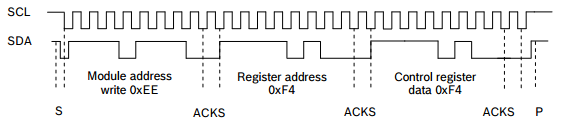 SCL
SDA
Module address
write 0xEE
Register address
0xF4
Control register
data 0xF4
S
ACKS
ACKS
ACKS
P